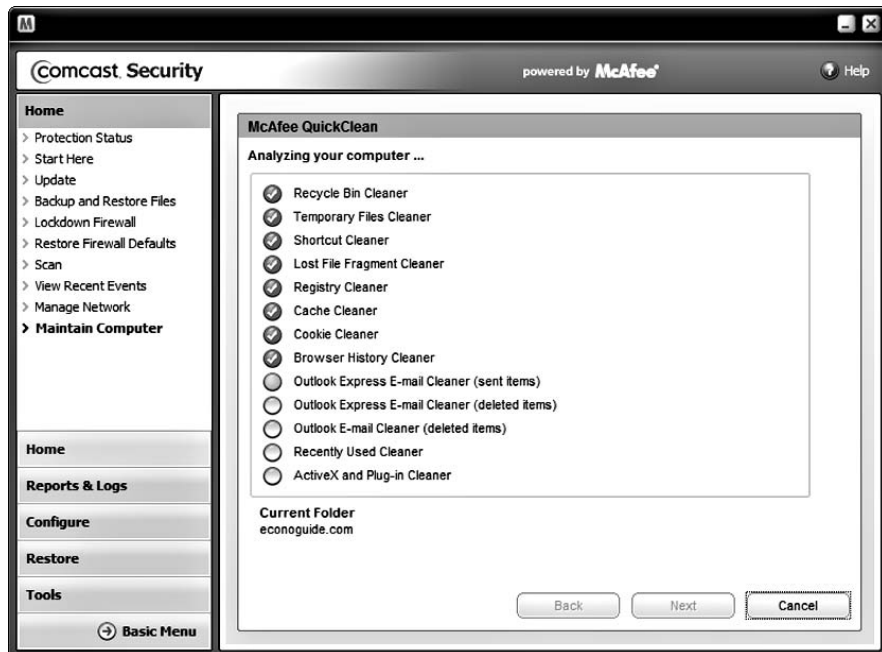 M
Comcast. Security
powered by McAfee®
? Help
Home
> Protection Status
> Start Here
> Update
> Backup and Restore Files
> Lockdown Firewall
> Restore Firewall Defaults
> Scan
> View Recent Events
> Manage Network
> Maintain Computer
Home
Reports & Logs
Configure
Restore
Tools
Basic Menu
McAfee QuickClean
Analyzing your computer ...
Recycle Bin Cleaner
Temporary Files Cleaner
Shortcut Cleaner
Lost File Fragment Cleaner
Registry Cleaner
Cache Cleaner
Cookie Cleaner
Browser History Cleaner
Outlook Express E-mail Cleaner (sent items)
Outlook Express E-mail Cleaner (deleted items)
Outlook E-mail Cleaner (deleted items)
Recently Used Cleaner
ActiveX and Plug-in Cleaner
Current Folder
econoguide.com
Back
Next
Cancel